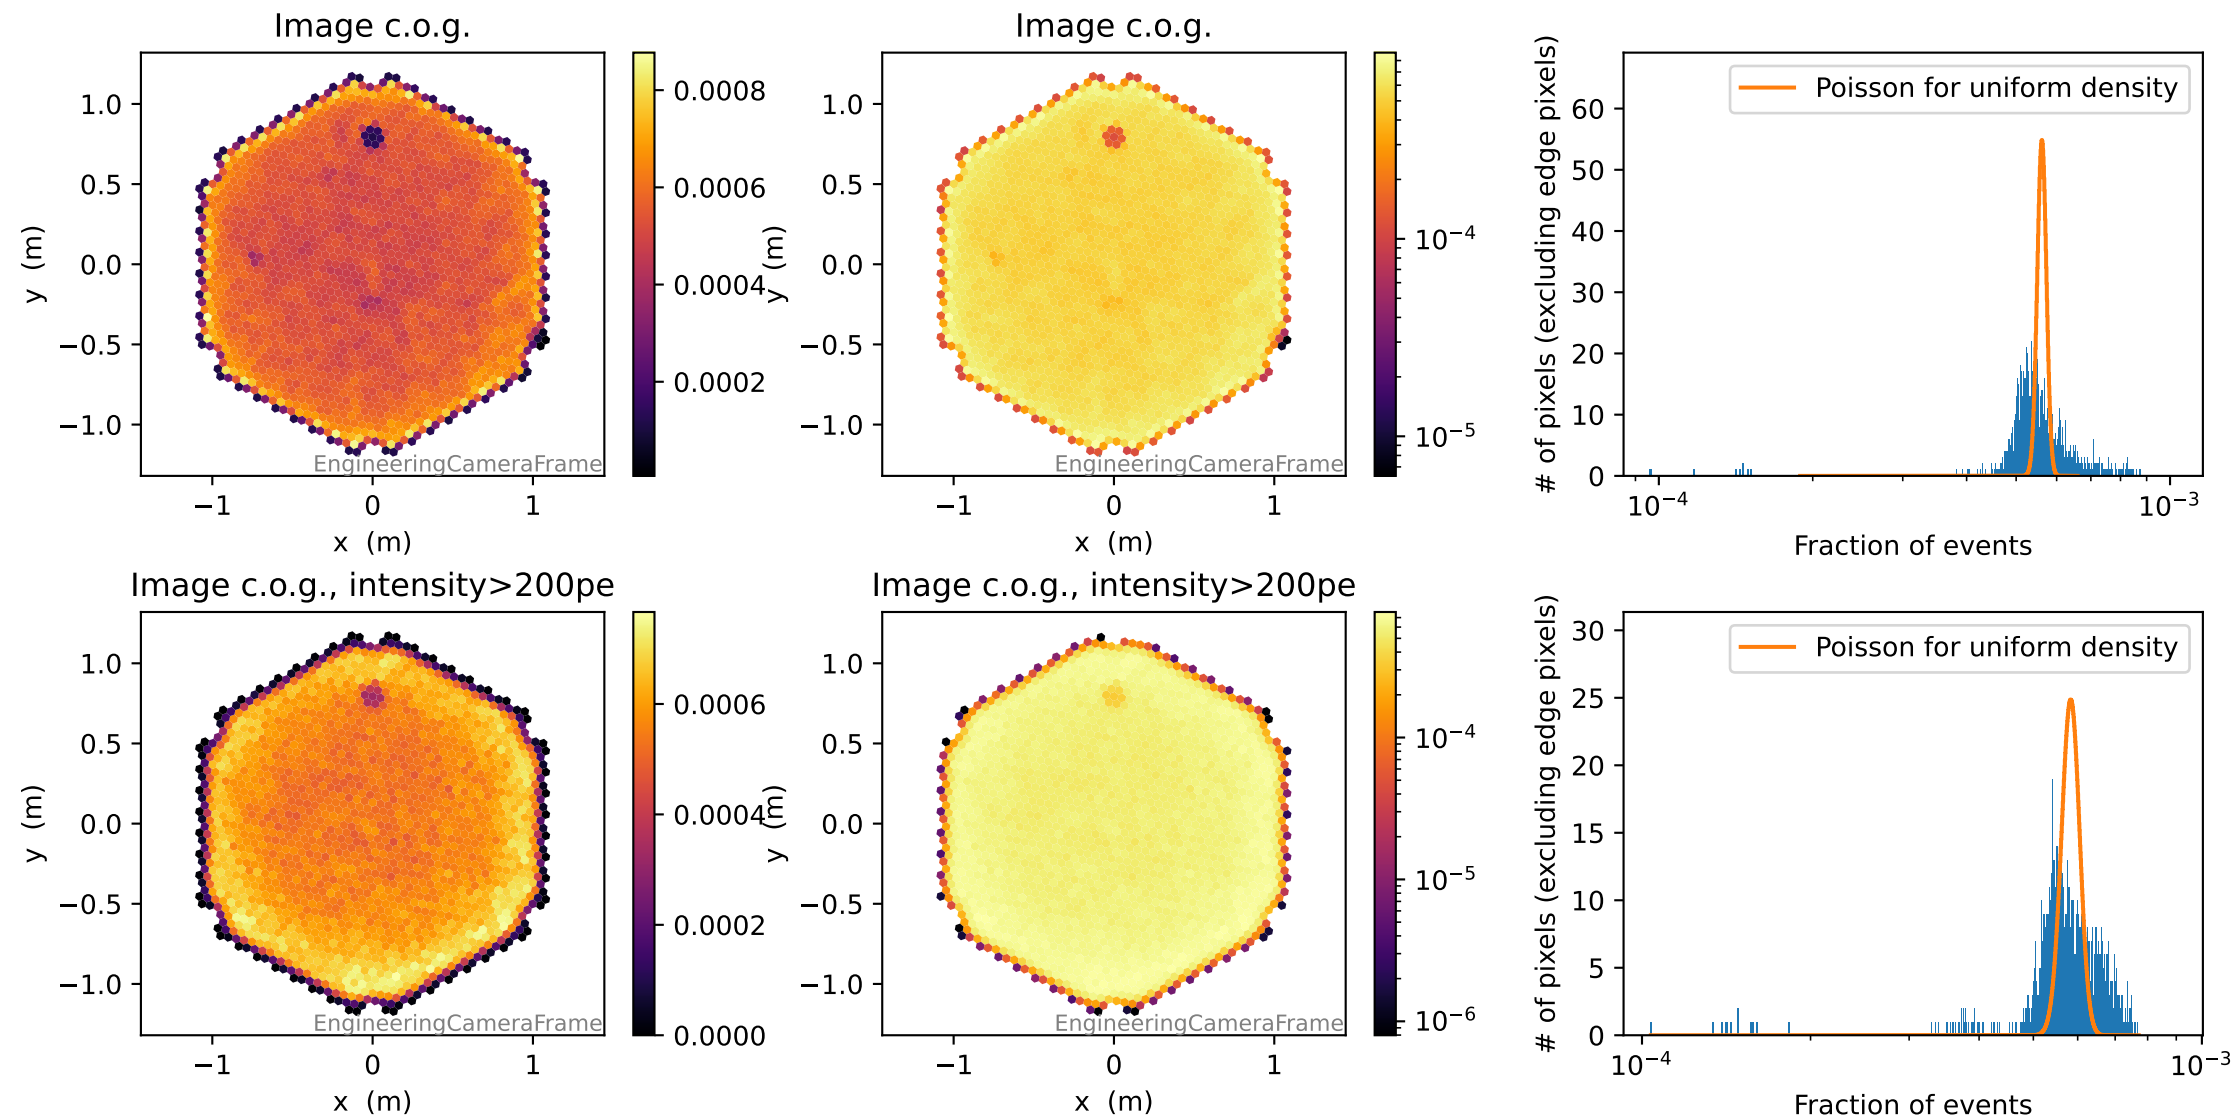 Image c.o.g.
1.0
0.5
0.0
−0.5
−1.0
y (m)
−1
0
1
x (m)
EngineeringCameraFrame
0.0008
0.0006
0.0004
0.0002
Image c.o.g.
1.0
0.5
0.0
−0.5
−1.0
y (m)
−1
0
1
x (m)
EngineeringCameraFrame
10⁻⁴
10⁻⁵
# of pixels (excluding edge pixels)
60
50
40
30
20
10
0
Poisson for uniform density
10⁻⁴
10⁻³
Fraction of events
Image c.o.g., intensity>200pe
1.0
0.5
0.0
−0.5
−1.0
y (m)
−1
0
1
x (m)
EngineeringCameraFrame
0.0006
0.0004
0.0002
0.0000
Image c.o.g., intensity>200pe
1.0
0.5
0.0
−0.5
−1.0
y (m)
−1
0
1
x (m)
EngineeringCameraFrame
10⁻⁴
10⁻⁵
10⁻⁶
# of pixels (excluding edge pixels)
30
25
20
15
10
5
0
Poisson for uniform density
10⁻⁴
10⁻³
Fraction of events